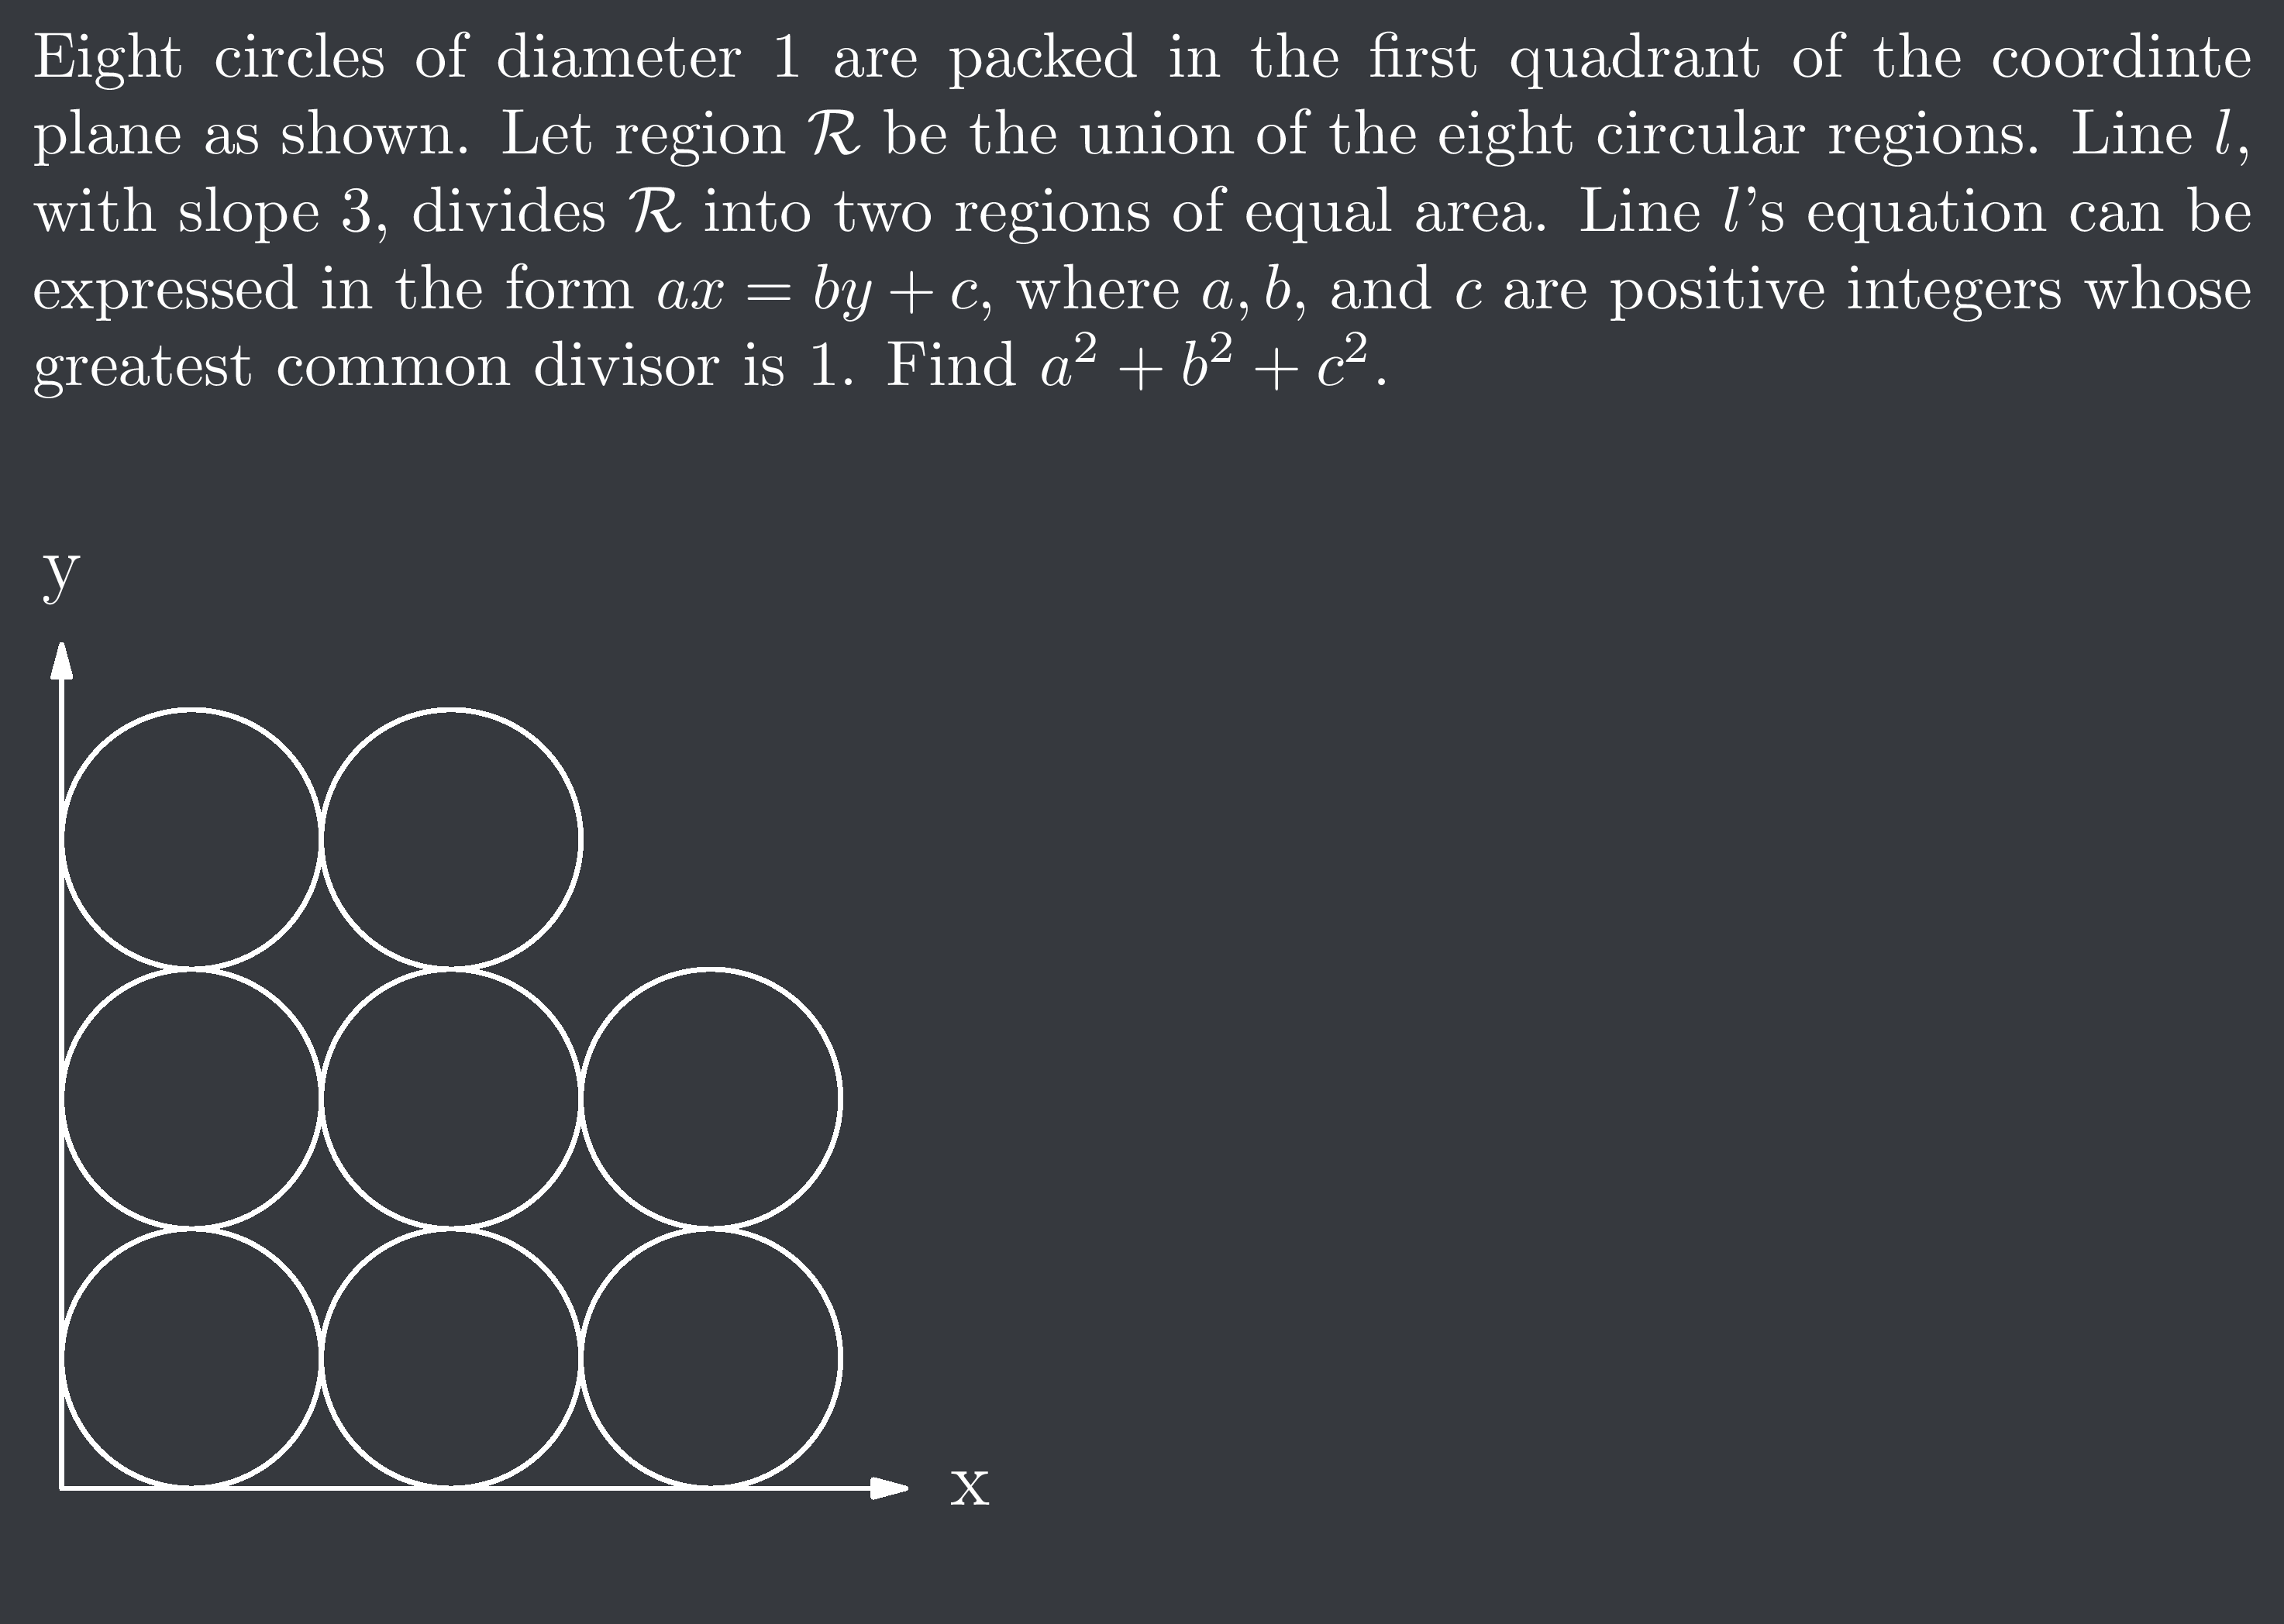 Eight circles of diameter 1 are packed in the first quadrant of the coordinte
plane as shown. Let region $\mathcal{R}$ be the union of the eight circular regions. Line $l$,
with slope 3, divides $\mathcal{R}$ into two regions of equal area. Line $l$'s equation can be
expressed in the form $ax = by + c$, where $a, b$, and $c$ are positive integers whose
greatest common divisor is 1. Find $a^2 + b^2 + c^2$.
y
x